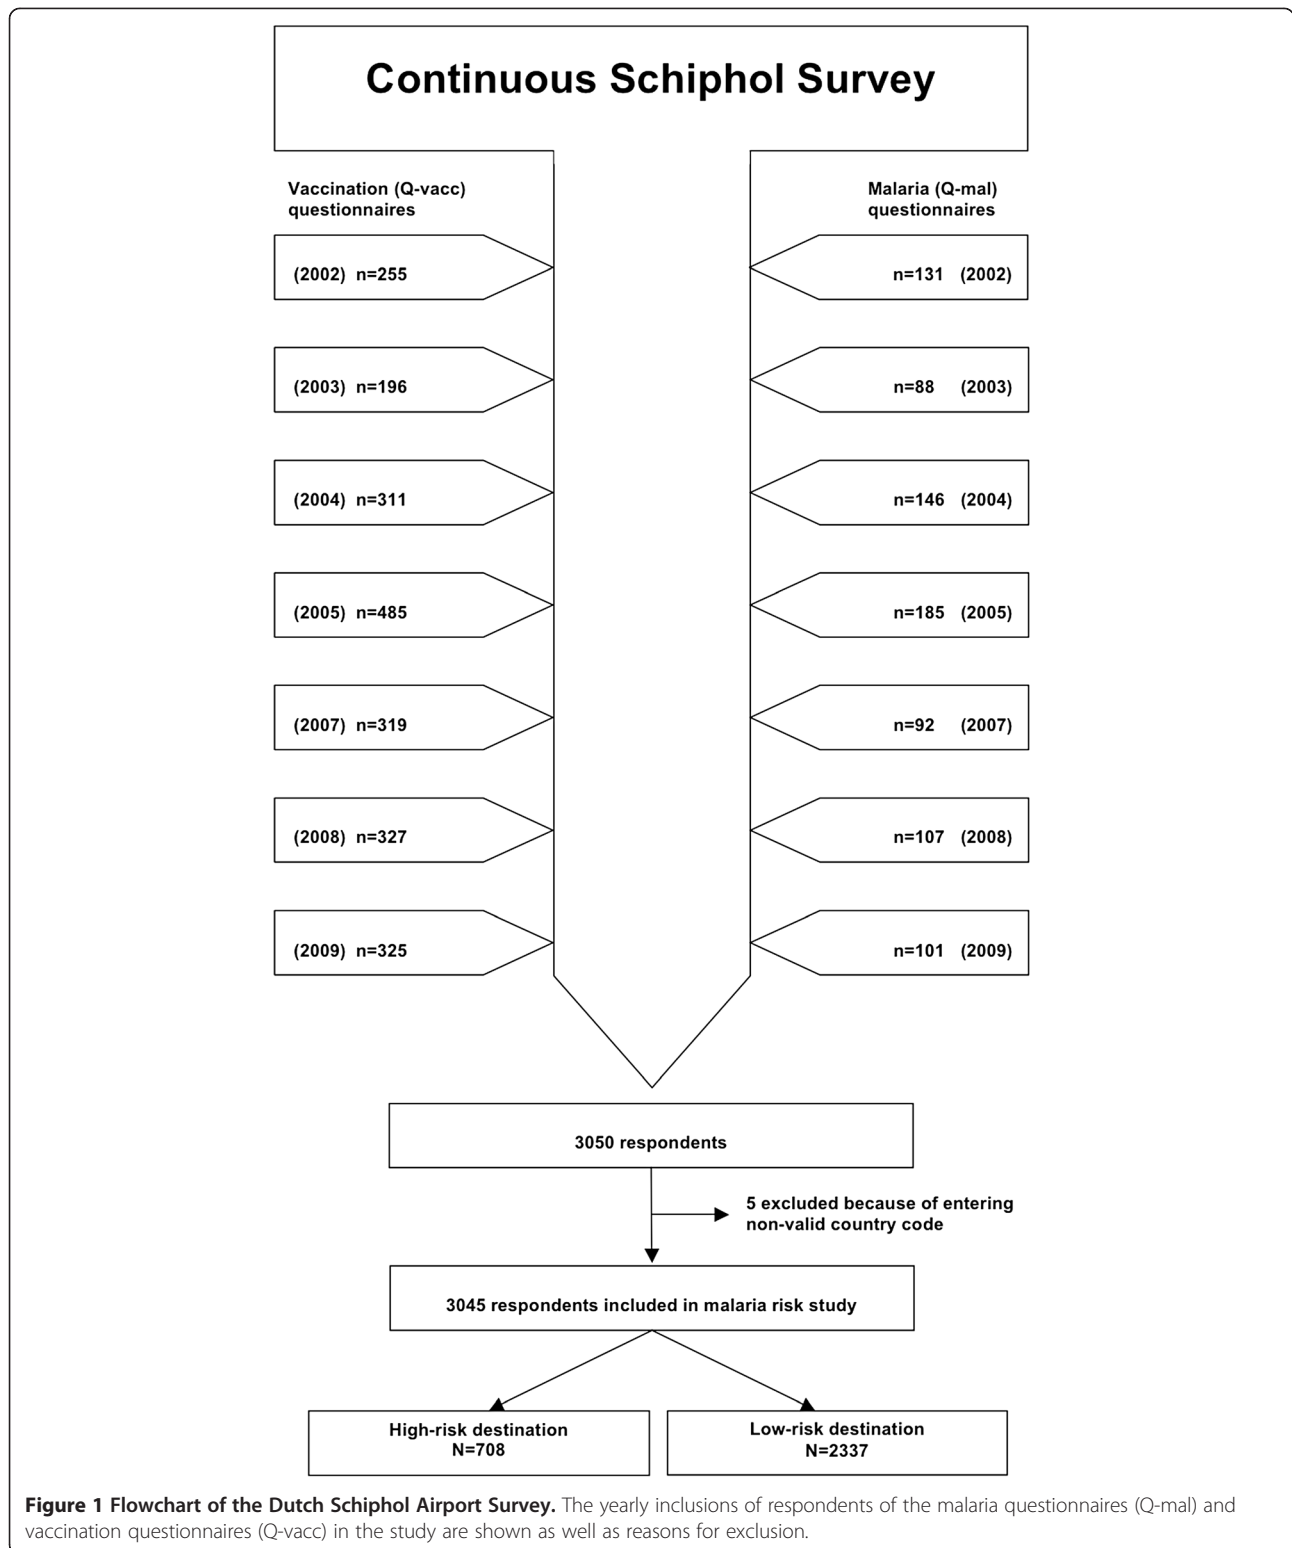 Continuous Schiphol Survey
Vaccination (Q-vacc)
questionnaires
Malaria (Q-mal)
questionnaires
(2002) n=255
n=131 (2002)
(2003) n=196
n=88 (2003)
(2004) n=311
n=146 (2004)
(2005) n=485
n=185 (2005)
(2007) n=319
n=92 (2007)
(2008) n=327
n=107 (2008)
(2009) n=325
n=101 (2009)
3050 respondents
5 excluded because of entering
non-valid country code
3045 respondents included in malaria risk study
High-risk destination
N=708
Low-risk destination
N=2337
Figure 1 Flowchart of the Dutch Schiphol Airport Survey. The yearly inclusions of respondents of the malaria questionnaires (Q-mal) and
vaccination questionnaires (Q-vacc) in the study are shown as well as reasons for exclusion.